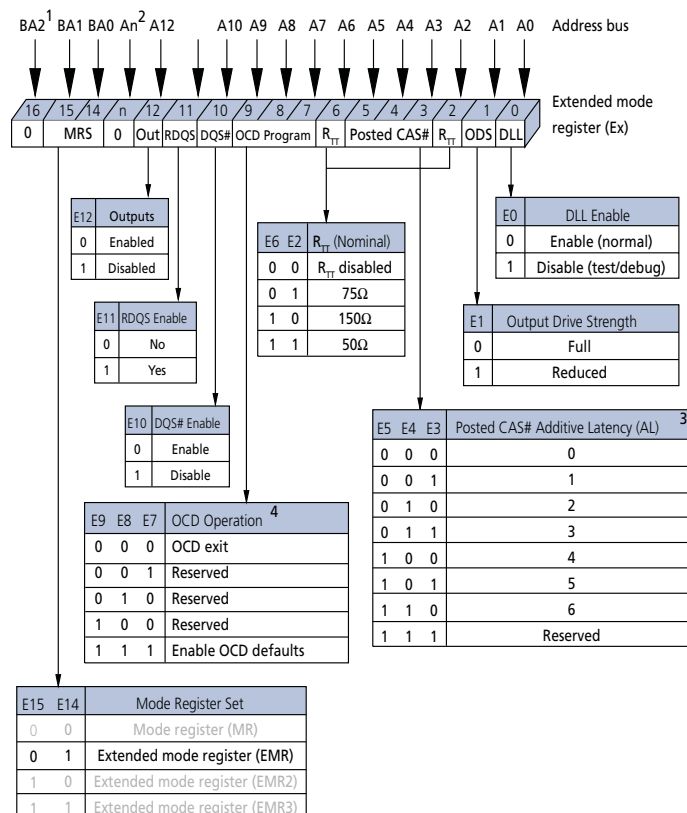 BA2¹ BA1 BA0 An² A12 A10 A9 A8 A7 A6 A5 A4 A3 A2 A1 A0 Address bus
16 15 14 n 12 11 10 9 8 7 6 5 4 3 2 1 0 Extended mode
register (Ex)
0 MRS 0 Out RDQS DQS# OCD Program RTT Posted CAS# RTT ODS DLL
E12 Outputs
0 Enabled
1 Disabled
E6 E2 RTT (Nominal)
0 0 RTT disabled
0 1 75Ω
1 0 150Ω
1 1 50Ω
E0 DLL Enable
0 Enable (normal)
1 Disable (test/debug)
E11 RDQS Enable
0 No
1 Yes
E1 Output Drive Strength
0 Full
1 Reduced
E10 DQS# Enable
0 Enable
1 Disable
E5 E4 E3 Posted CAS# Additive Latency (AL) 3
0 0 0 0
0 0 1 1
0 1 0 2
0 1 1 3
1 0 0 4
1 0 1 5
1 1 0 6
1 1 1 Reserved
E9 E8 E7 OCD Operation 4
0 0 0 OCD exit
0 0 1 Reserved
0 1 0 Reserved
1 0 0 Reserved
1 1 1 Enable OCD defaults
E15 E14 Mode Register Set
0 0 Mode register (MR)
0 1 Extended mode register (EMR)
1 0 Extended mode register (EMR2)
1 1 Extended mode register (EMR3)